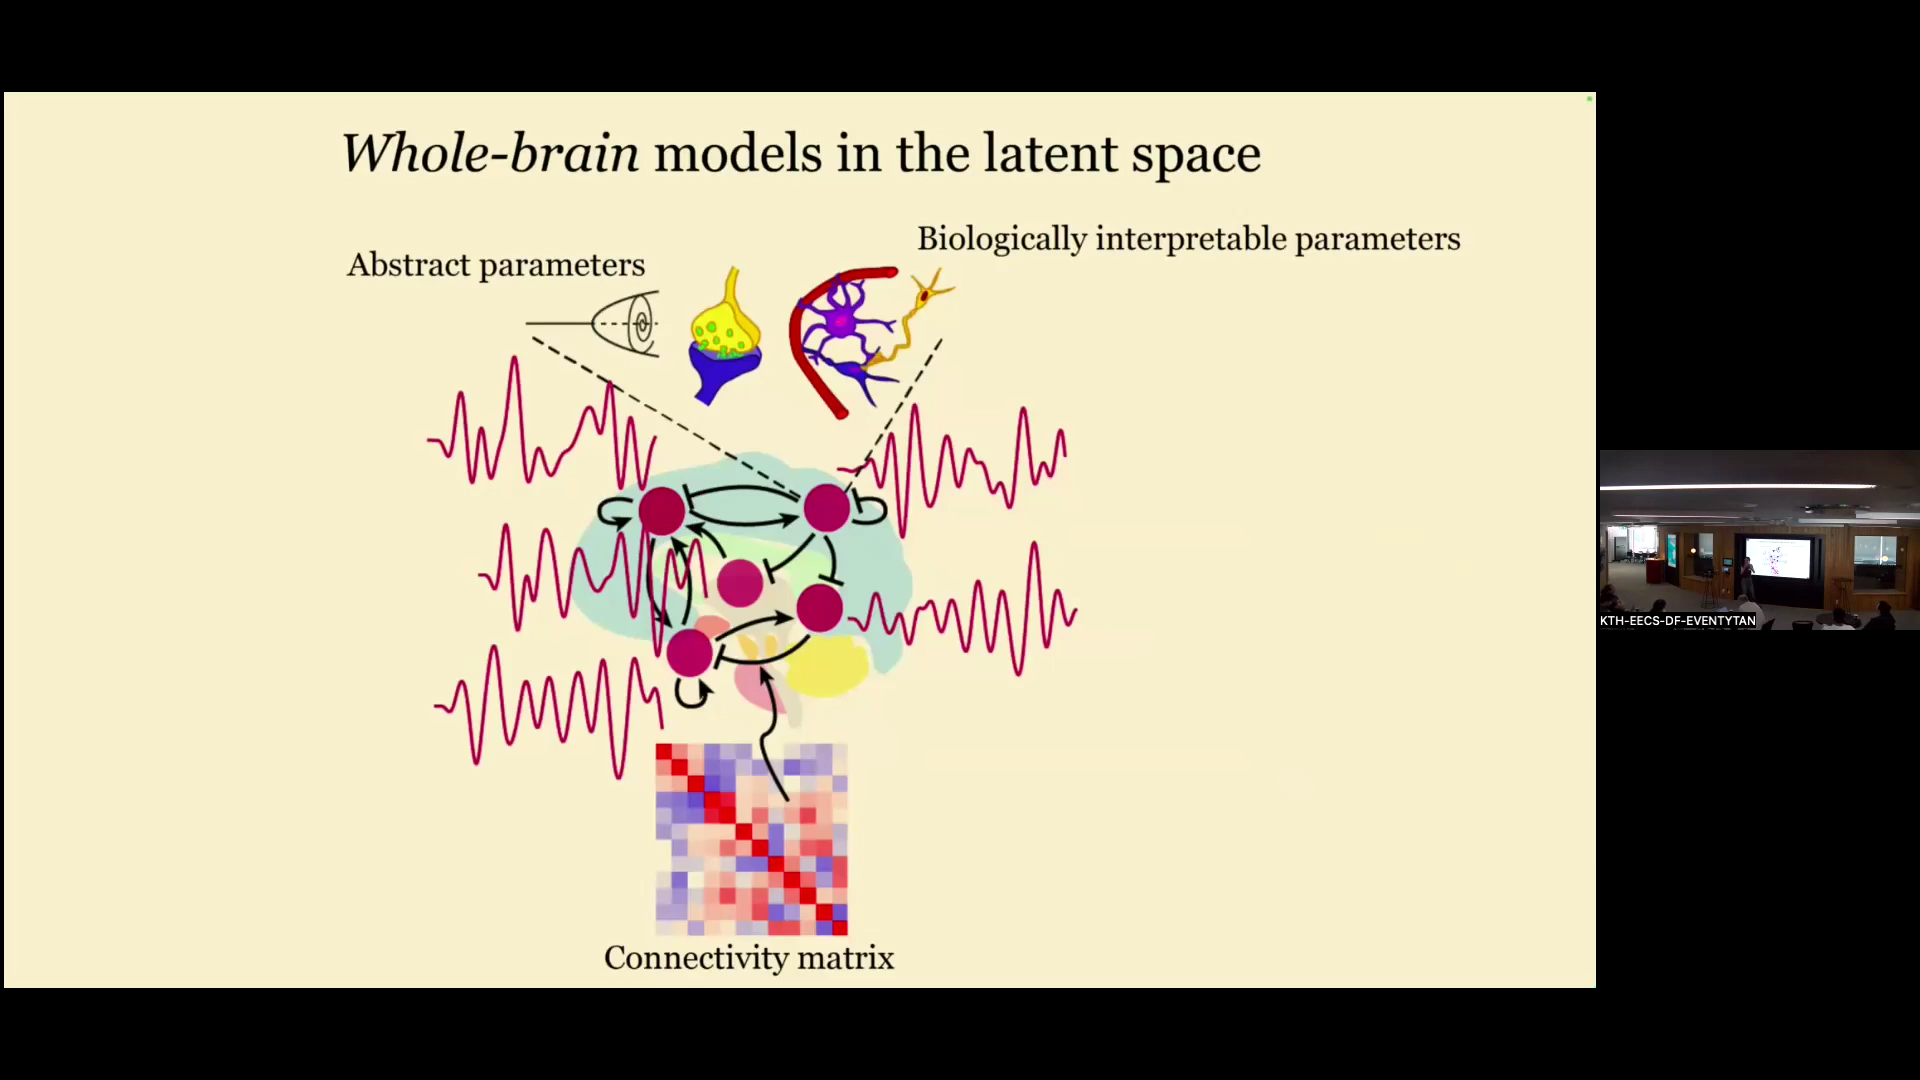 Whole-brain models in the latent space
Biologically interpretable parameters
Abstract parameters
Connectivity matrix
KTH-EECS-DF-EVENTYTAN